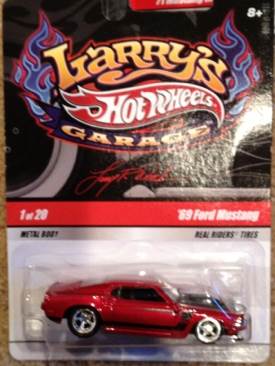 8+
Larry's
Hot Wheels
GARAGE
1 of 20
'69 Ford Mustang
METAL BODY
REAL RIDERS TIRES